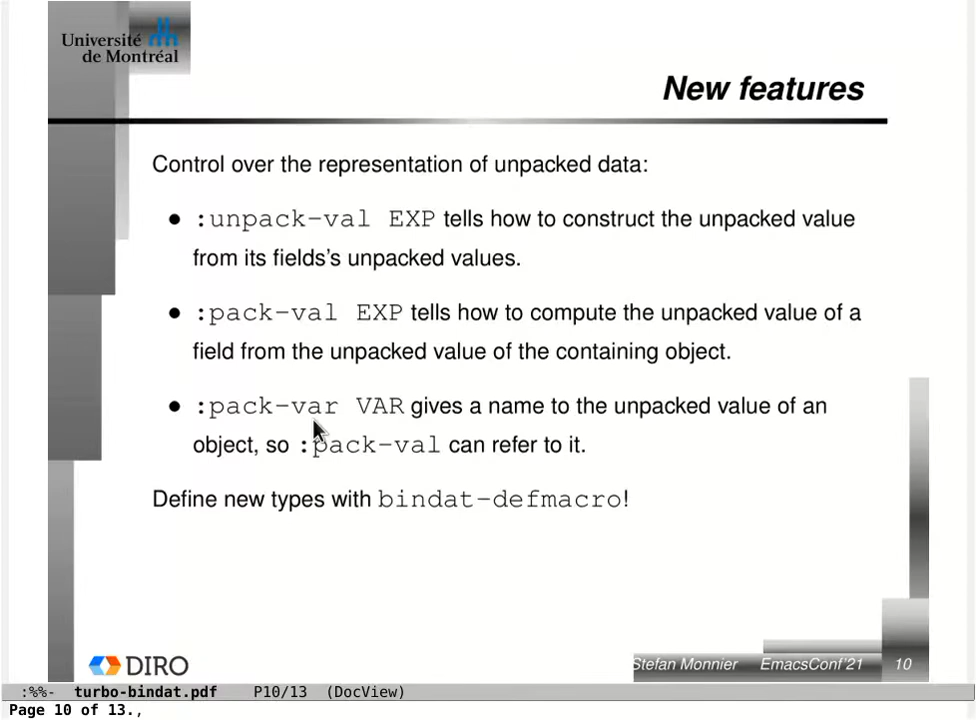 Université
de Montréal
New features
Control over the representation of unpacked data:
● :unpack-val EXP tells how to construct the unpacked value
from its fields's unpacked values.
● :pack-val EXP tells how to compute the unpacked value of a
field from the unpacked value of the containing object.
● :pack-var VAR gives a name to the unpacked value of an
object, so :pack-val can refer to it.
Define new types with bindat-defmacro!
DIRO
Stefan Monnier EmacsConf'21 10
:%%- turbo-bindat.pdf P10/13 (DocView)
Page 10 of 13.,